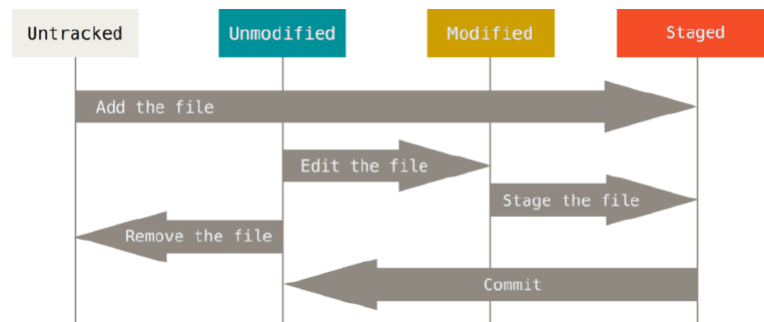 Untracked
Unmodified
Modified
Staged
Add the file
Edit the file
Stage the file
Remove the file
Commit